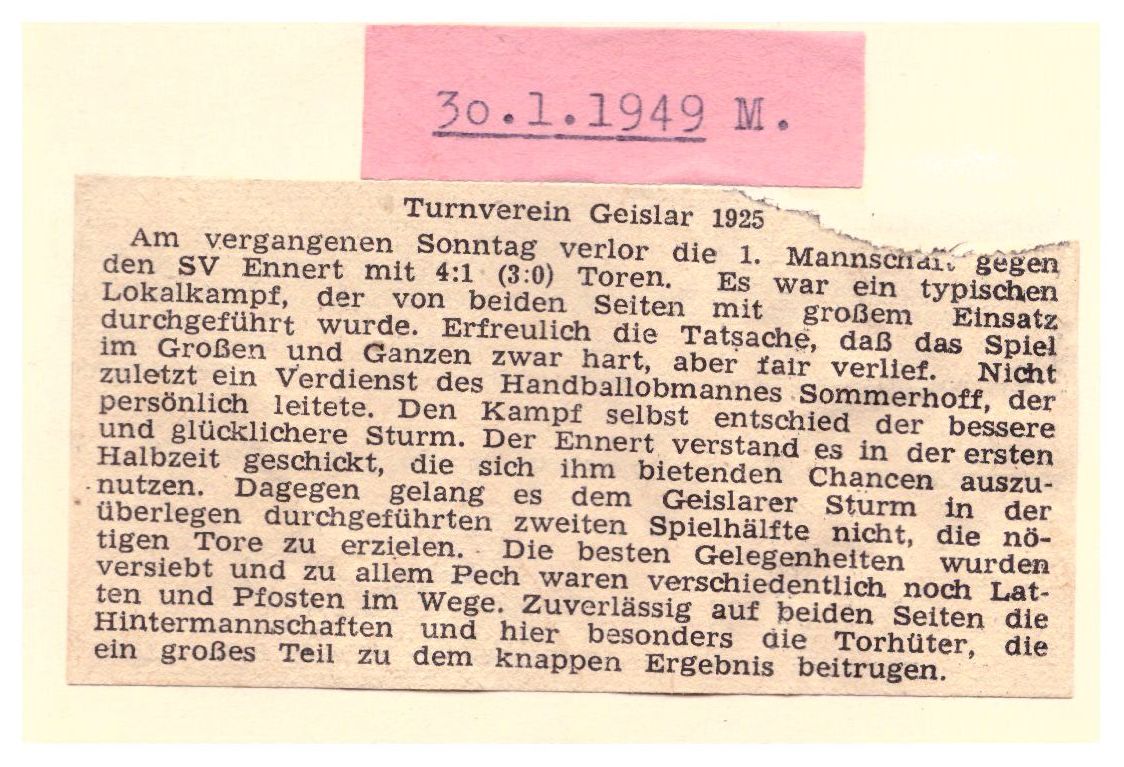 30.1.1949 M.
Turnverein Geislar 1925
Am vergangenen Sonntag verlor die 1. Mannschaft gegen
den SV Ennert mit 4:1 (3:0) Toren. Es war ein typischen
Lokalkampf, der von beiden Seiten mit großem Einsatz
durchgeführt wurde. Erfreulich die Tatsache, daß das Spiel
im Großen und Ganzen zwar hart, aber fair verlief. Nicht
zuletzt ein Verdienst des Handballobmannes Sommerhoff, der
persönlich leitete. Den Kampf selbst entschied der bessere
und glücklichere Sturm. Der Ennert verstand es in der ersten
Halbzeit geschickt, die sich ihm bietenden Chancen auszu-
nutzen. Dagegen gelang es dem Geislarer Sturm in der
überlegen durchgeführten zweiten Spielhälfte nicht, die nö-
tigen Tore zu erzielen. Die besten Gelegenheiten wurden
versiebt und zu allem Pech waren verschiedentlich noch Lat-
ten und Pfosten im Wege. Zuverlässig auf beiden Seiten die
Hintermannschaften und hier besonders die Torhüter, die
ein großes Teil zu dem knappen Ergebnis beitrugen.